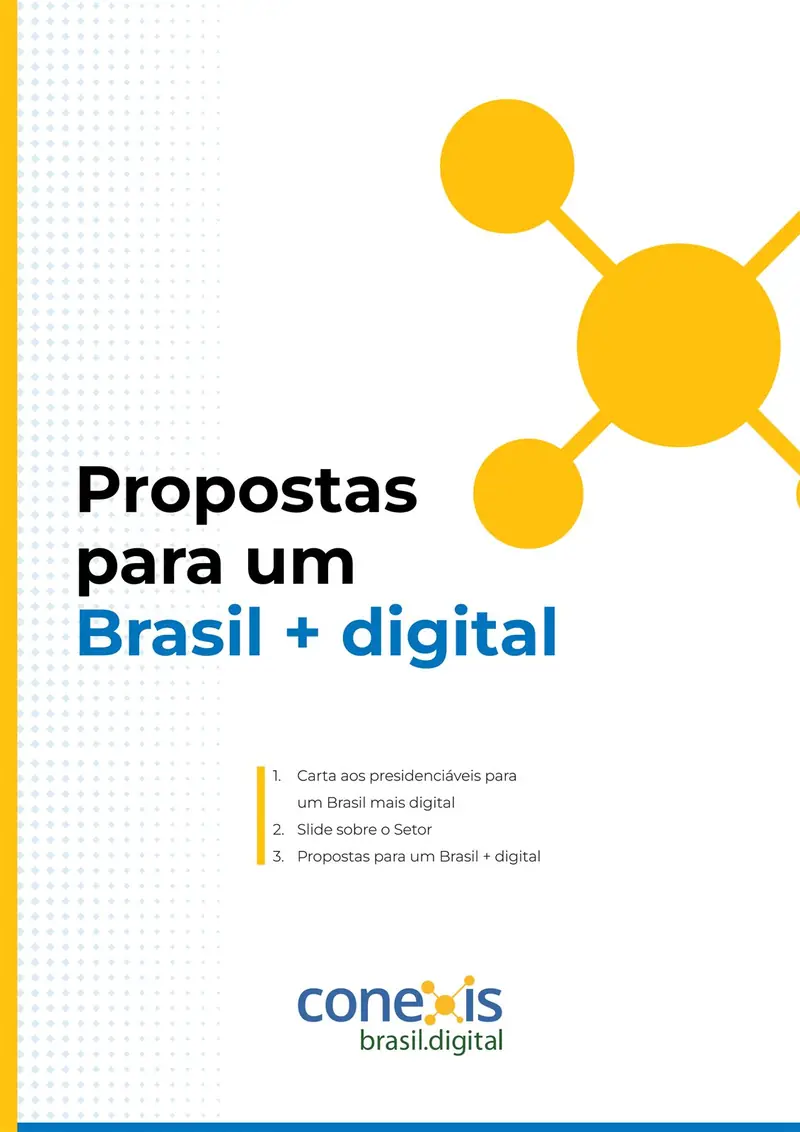 Propostas
para um
Brasil + digital
1. Carta aos presidenciáveis para
um Brasil mais digital
2. Slide sobre o Setor
3. Propostas para um Brasil + digital
conexis
brasil.digital